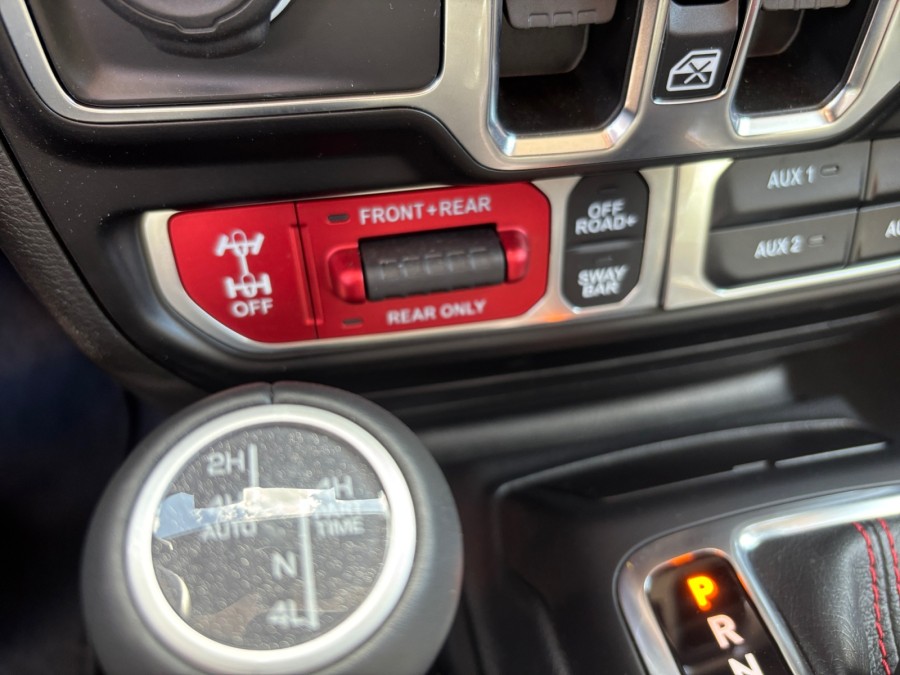 FRONT+REAR
OFF
REAR ONLY
OFF
ROAD+
SWAY
BAR
AUX 1
AUX 2
2H
4H
AUTO
4H
PART
TIME
N
4L
P
R
N